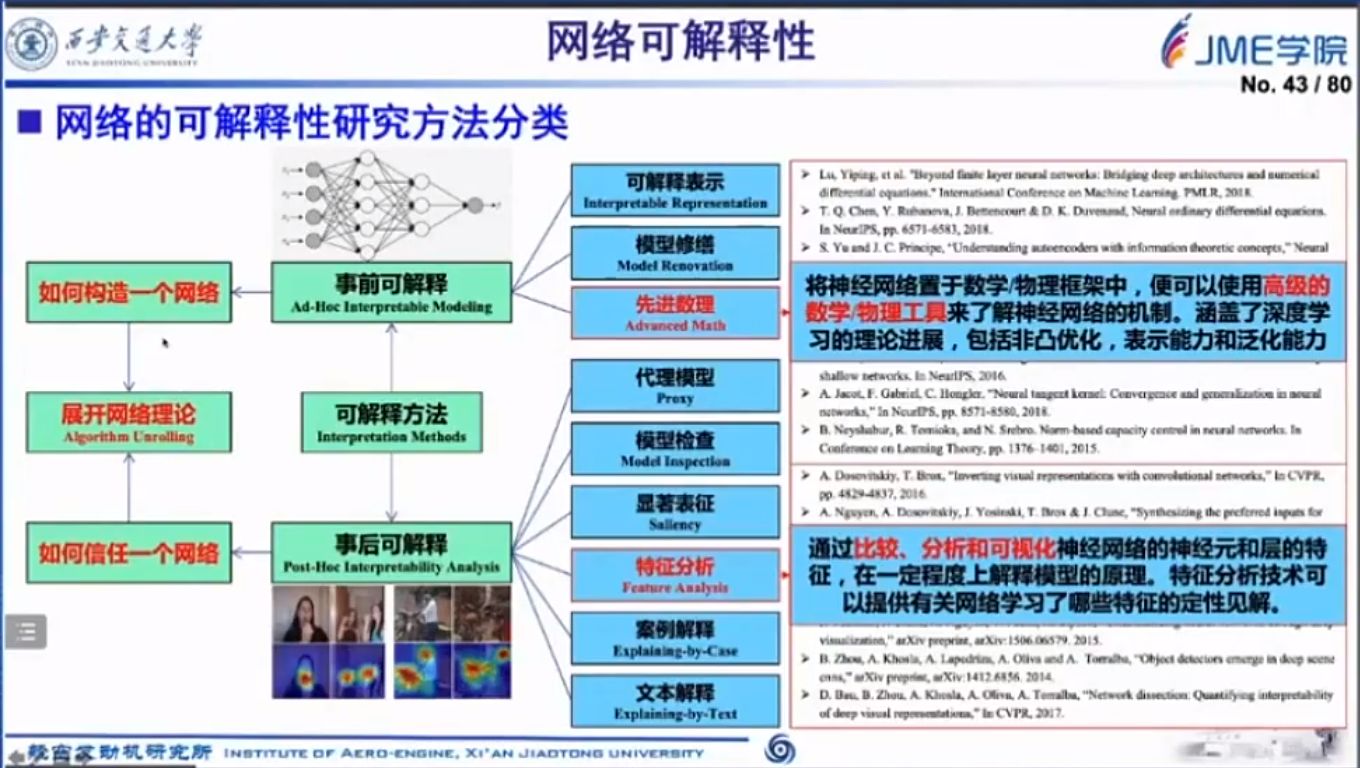 西安交通大学
XI'AN JIAOTONG UNIVERSITY
网络可解释性
JME学院
No. 43 / 80
网络的可解释性研究方法分类
如何构造一个网络
展开网络理论
Algorithm Unrolling
如何信任一个网络
事前可解释
Ad-Hoc Interpretable Modeling
可解释方法
Interpretation Methods
事后可解释
Post-Hoc Interpretability Analysis
可解释表示
Interpretable Representation
模型修缮
Model Renovation
先进数理
Advanced Math
代理模型
Proxy
模型检查
Model Inspection
显著表征
Saliency
特征分析
Feature Analysis
案例解释
Explaining-by-Case
文本解释
Explaining-by-Text
Lu, Yiping, et al. "Beyond finite layer neural networks: Bridging deep architectures and numerical
differential equations." International Conference on Machine Learning. PMLR, 2018.
T. Q. Chen, Y. Rubanova, J. Bettencourt & D. K. Duvenaud, Neural ordinary differential equations.
In NeurIPS, pp. 6571-6583, 2018.
S. Yu and J. C. Principe, "Understanding autoencoders with information theoretic concepts," Neural
将神经网络置于数学/物理框架中，便可以使用高级的
数学/物理工具来了解神经网络的机制。涵盖了深度学
习的理论进展，包括非凸优化，表示能力和泛化能力
shallow networks. In NeurIPS, 2016.
A. Jacot, F. Gabriel, C. Hongler, "Neural tangent kernel: Convergence and generalization in neural
networks," In NeurIPS, pp. 8571-8580, 2018.
B. Neyshabur, R. Tomioka, and N. Srebro. Norm-based capacity control in neural networks. In
Conference on Learning Theory, pp. 1376–1401, 2015.
A. Dosovitskiy, T. Brox, "Inverting visual representations with convolutional networks," In CVPR,
pp. 4829-4837, 2016.
A. Nguyen, A. Dosovitskiy, J. Yosinski, T. Brox & J. Clune, "Synthesizing the preferred inputs for
通过比较、分析和可视化神经网络的神经元和层的特
征，在一定程度上解释模型的原理。特征分析技术可
以提供有关网络学习了哪些特征的定性见解。
visualization," arXiv preprint, arXiv:1506.06579. 2015.
B. Zhou, A. Khosla, A. Lapedriza, A. Oliva and A. Torralba, "Object detectors emerge in deep scene
cnns," arXiv preprint, arXiv:1412.6856. 2014.
D. Bau, B. Zhou, A. Khosla, A. Oliva, A. Torralba, "Network dissection: Quantifying interpretability
of deep visual representations," In CVPR, 2017.
航空发动机研究所 INSTITUTE OF AERO-ENGINE, XI'AN JIAOTONG UNIVERSITY